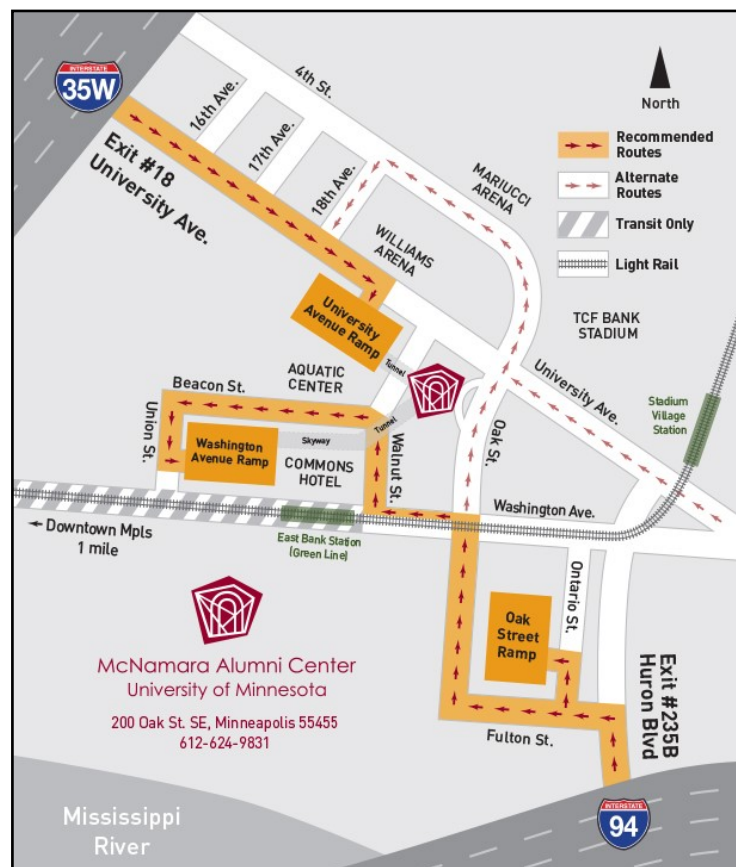 INTERSTATE
35W
Exit #18
University Ave.
16th Ave.
17th Ave.
18th Ave.
4th St.
MARIUCCI
ARENA
WILLIAMS
ARENA
North
Recommended
Routes
Alternate
Routes
Transit Only
Light Rail
TCF BANK
STADIUM
University
Avenue Ramp
Tunnel
AQUATIC
CENTER
University Ave.
Stadium
Village
Station
Beacon St.
Union St.
Washington
Avenue Ramp
Skyway
Tunnel
COMMONS
HOTEL
Walnut St.
Oak St.
Washington Ave.
Downtown Mpls
1 mile
East Bank Station
(Green Line)
Ontario St.
Oak
Street
Ramp
Exit #235B
Huron Blvd
Fulton St.
McNamara Alumni Center
University of Minnesota
200 Oak St. SE, Minneapolis 55455
612-624-9831
Mississippi
River
INTERSTATE
94